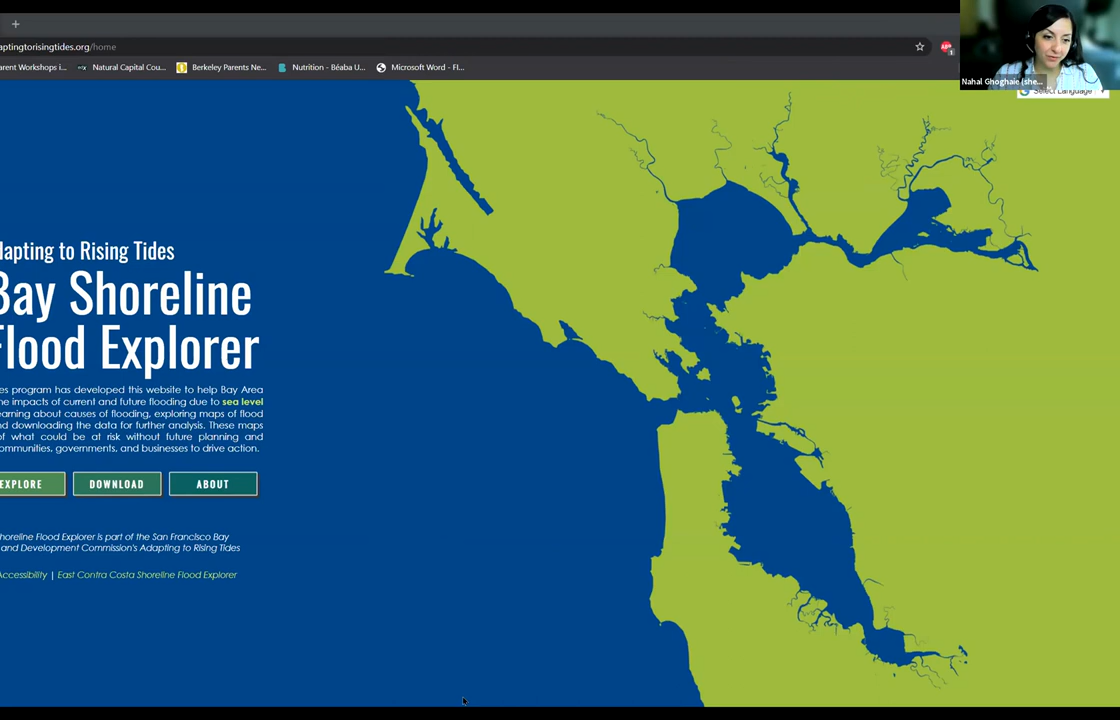 aptingtorisingtides.org/home
arent Workshops i...
Natural Capital Cou...
Berkeley Parents Ne...
Nutrition - Béaba U...
Microsoft Word - Fl...
Nahal Ghoghaie (she...
Select Language
dapting to Rising Tides
Bay Shoreline
Flood Explorer
es program has developed this website to help Bay Area
he impacts of current and future flooding due to sea level
earning about causes of flooding, exploring maps of flood
nd downloading the data for further analysis. These maps
of what could be at risk without future planning and
ommunities, governments, and businesses to drive action.
EXPLORE
DOWNLOAD
ABOUT
horeline Flood Explorer is part of the San Francisco Bay
and Development Commission's Adapting to Rising Tides
Accessibility | East Contra Costa Shoreline Flood Explorer